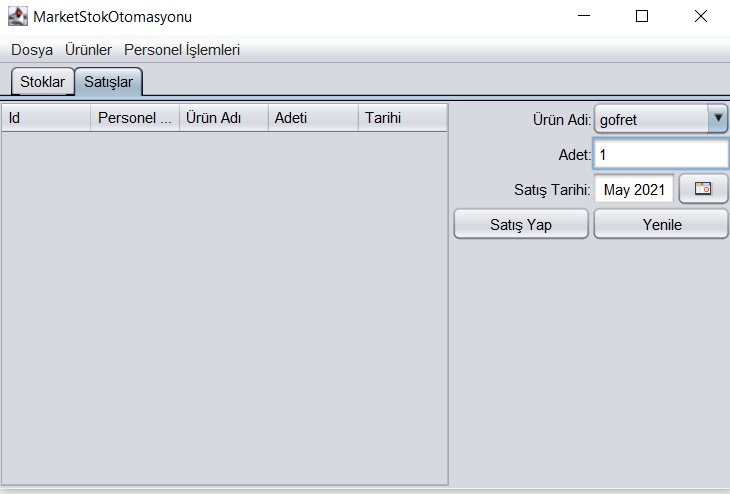 MarketStokOtomasyonu
Dosya Ürünler Personel İşlemleri
Stoklar Satışlar
Id Personel ... Ürün Adı Adeti Tarihi
Ürün Adi: gofret
Adet: 1
Satış Tarihi: May 2021
Satış Yap Yenile